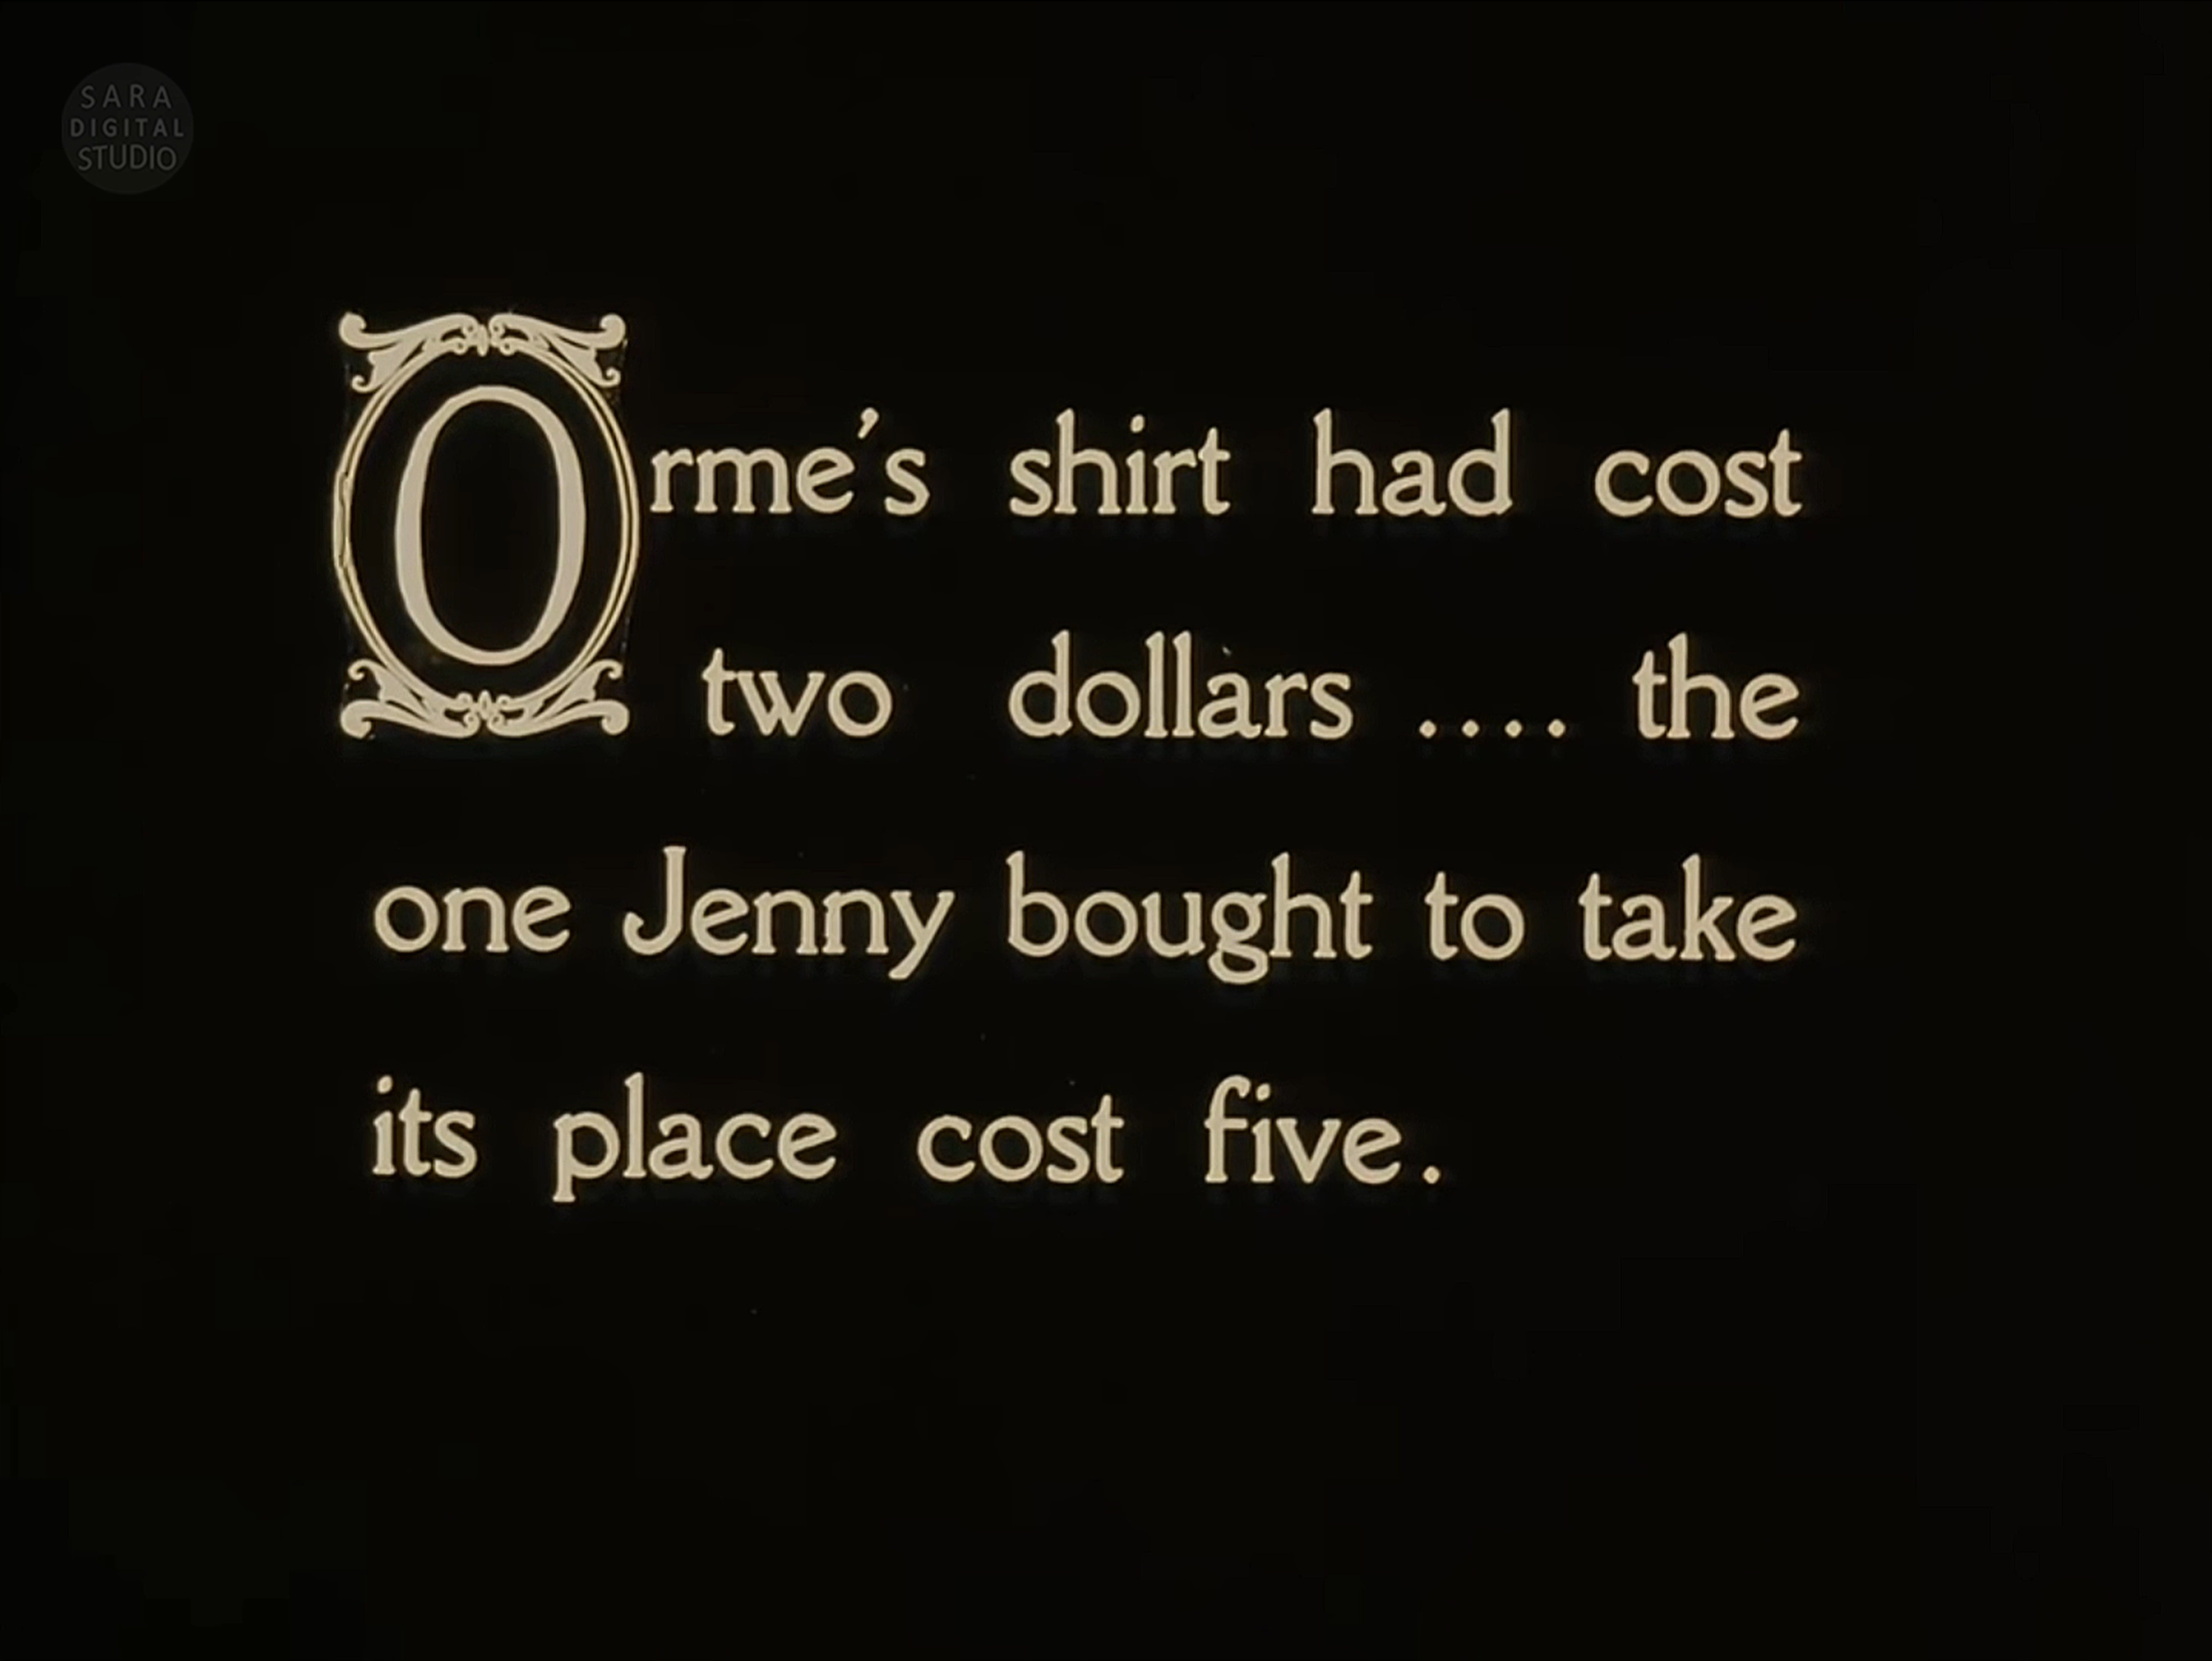 SARA
DIGITAL
STUDIO
Orme's shirt had cost
two dollars .... the
one Jenny bought to take
its place cost five.